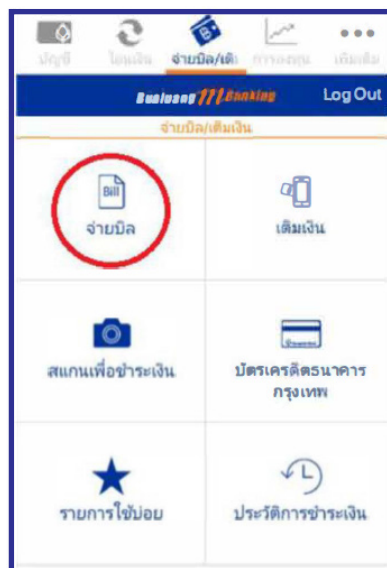 บัญชี โอนเงิน จ่ายบิล/เติ การลงทุน เพิ่มเติม
Bualuang mBanking Log Out
จ่ายบิล/เติมเงิน
Bill
จ่ายบิล เติมเงิน
สแกนเพื่อชำระเงิน บัตรเครดิตธนาคาร
กรุงเทพ
รายการใช้บ่อย ประวัติการชำระเงิน